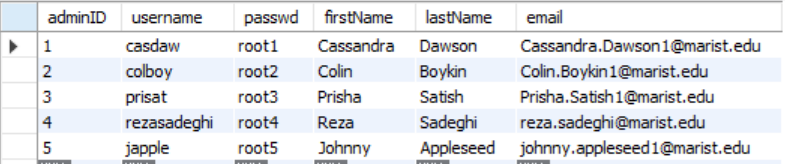 adminID username passwd firstName lastName email
1 casdaw root1 Cassandra Dawson Cassandra.Dawson1@marist.edu
2 colboy root2 Colin Boykin Colin.Boykin1@marist.edu
3 prisat root3 Prisha Satish Prisha.Satish1@marist.edu
4 rezasadeghi root4 Reza Sadeghi reza.sadeghi@marist.edu
5 japple root5 Johnny Appleseed johnny.appleseed1@marist.edu